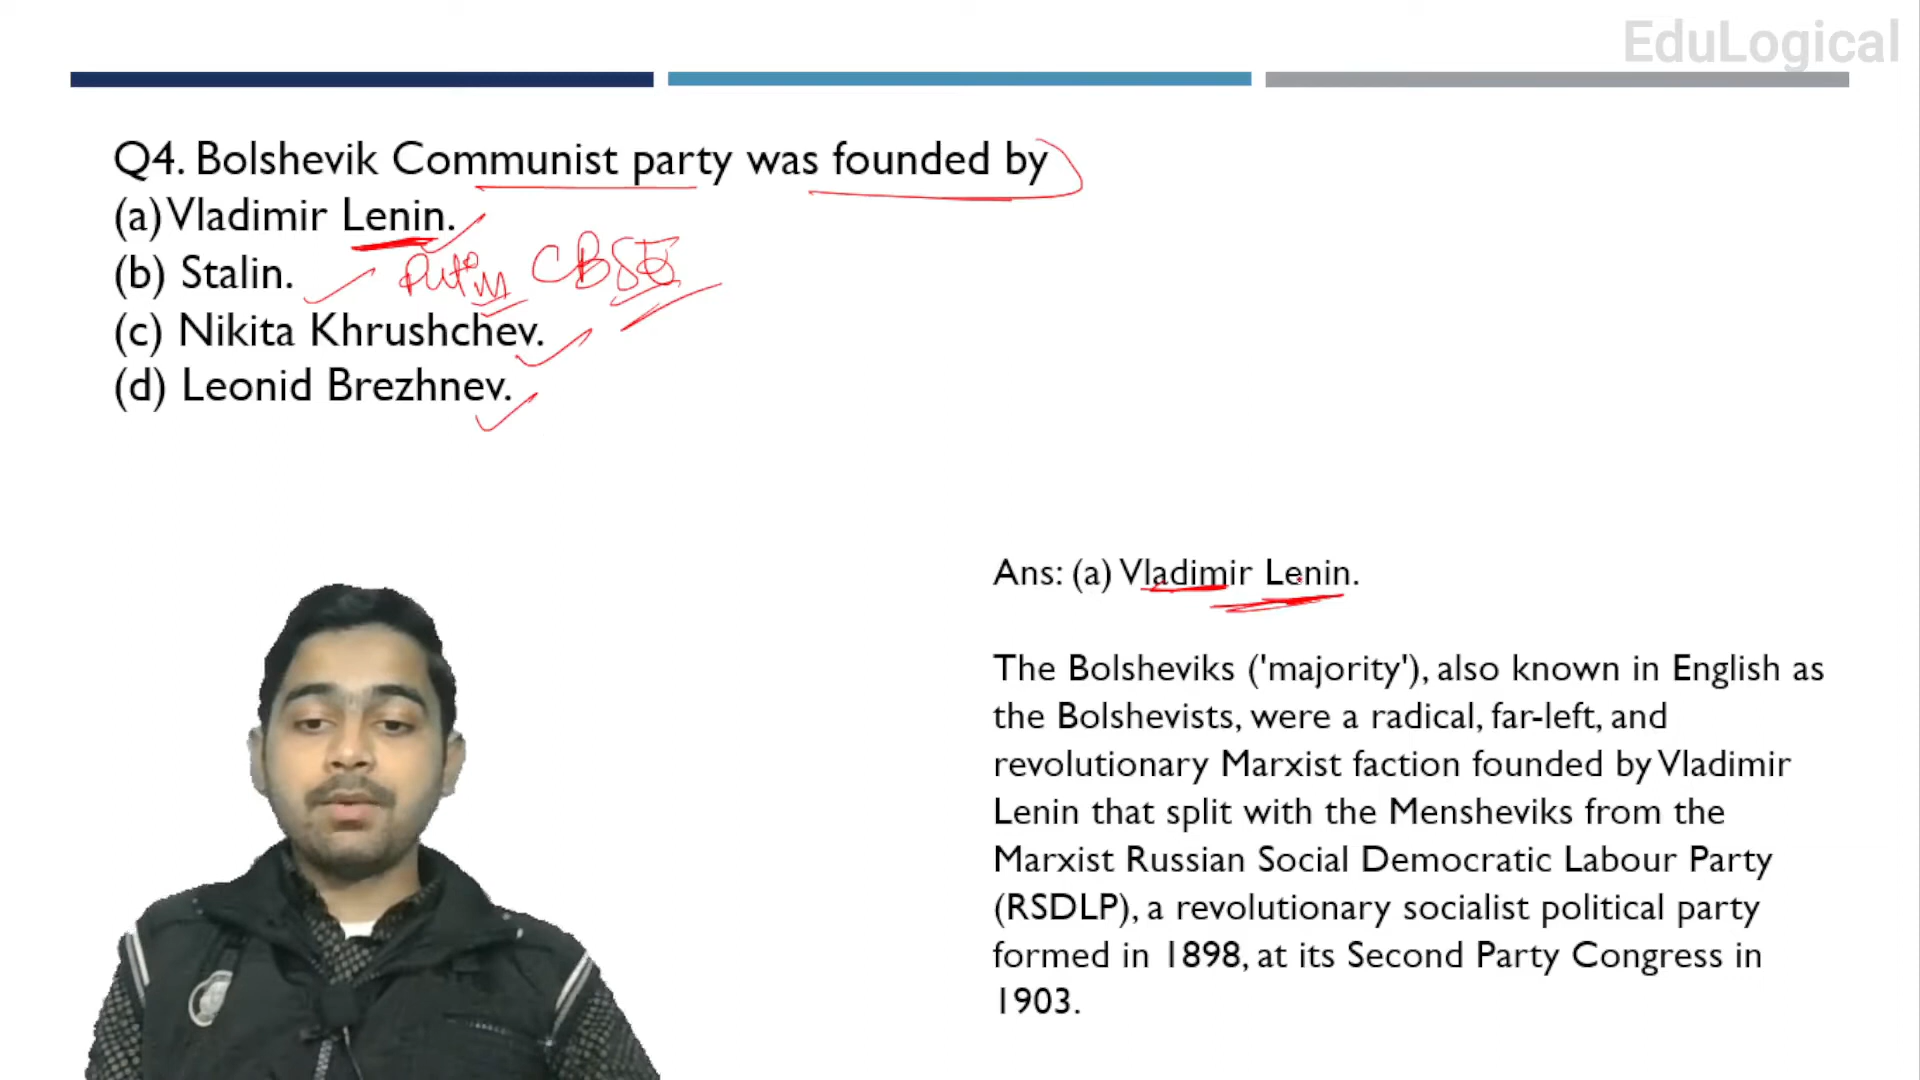 EduLogical
Q4. Bolshevik Communist party was founded by
(a) Vladimir Lenin.
(b) Stalin.
Putin CBSE
(c) Nikita Khrushchev.
(d) Leonid Brezhnev.
Ans: (a) Vladimir Lenin.
The Bolsheviks ('majority'), also known in English as
the Bolshevists, were a radical, far-left, and
revolutionary Marxist faction founded by Vladimir
Lenin that split with the Mensheviks from the
Marxist Russian Social Democratic Labour Party
(RSDLP), a revolutionary socialist political party
formed in 1898, at its Second Party Congress in
1903.